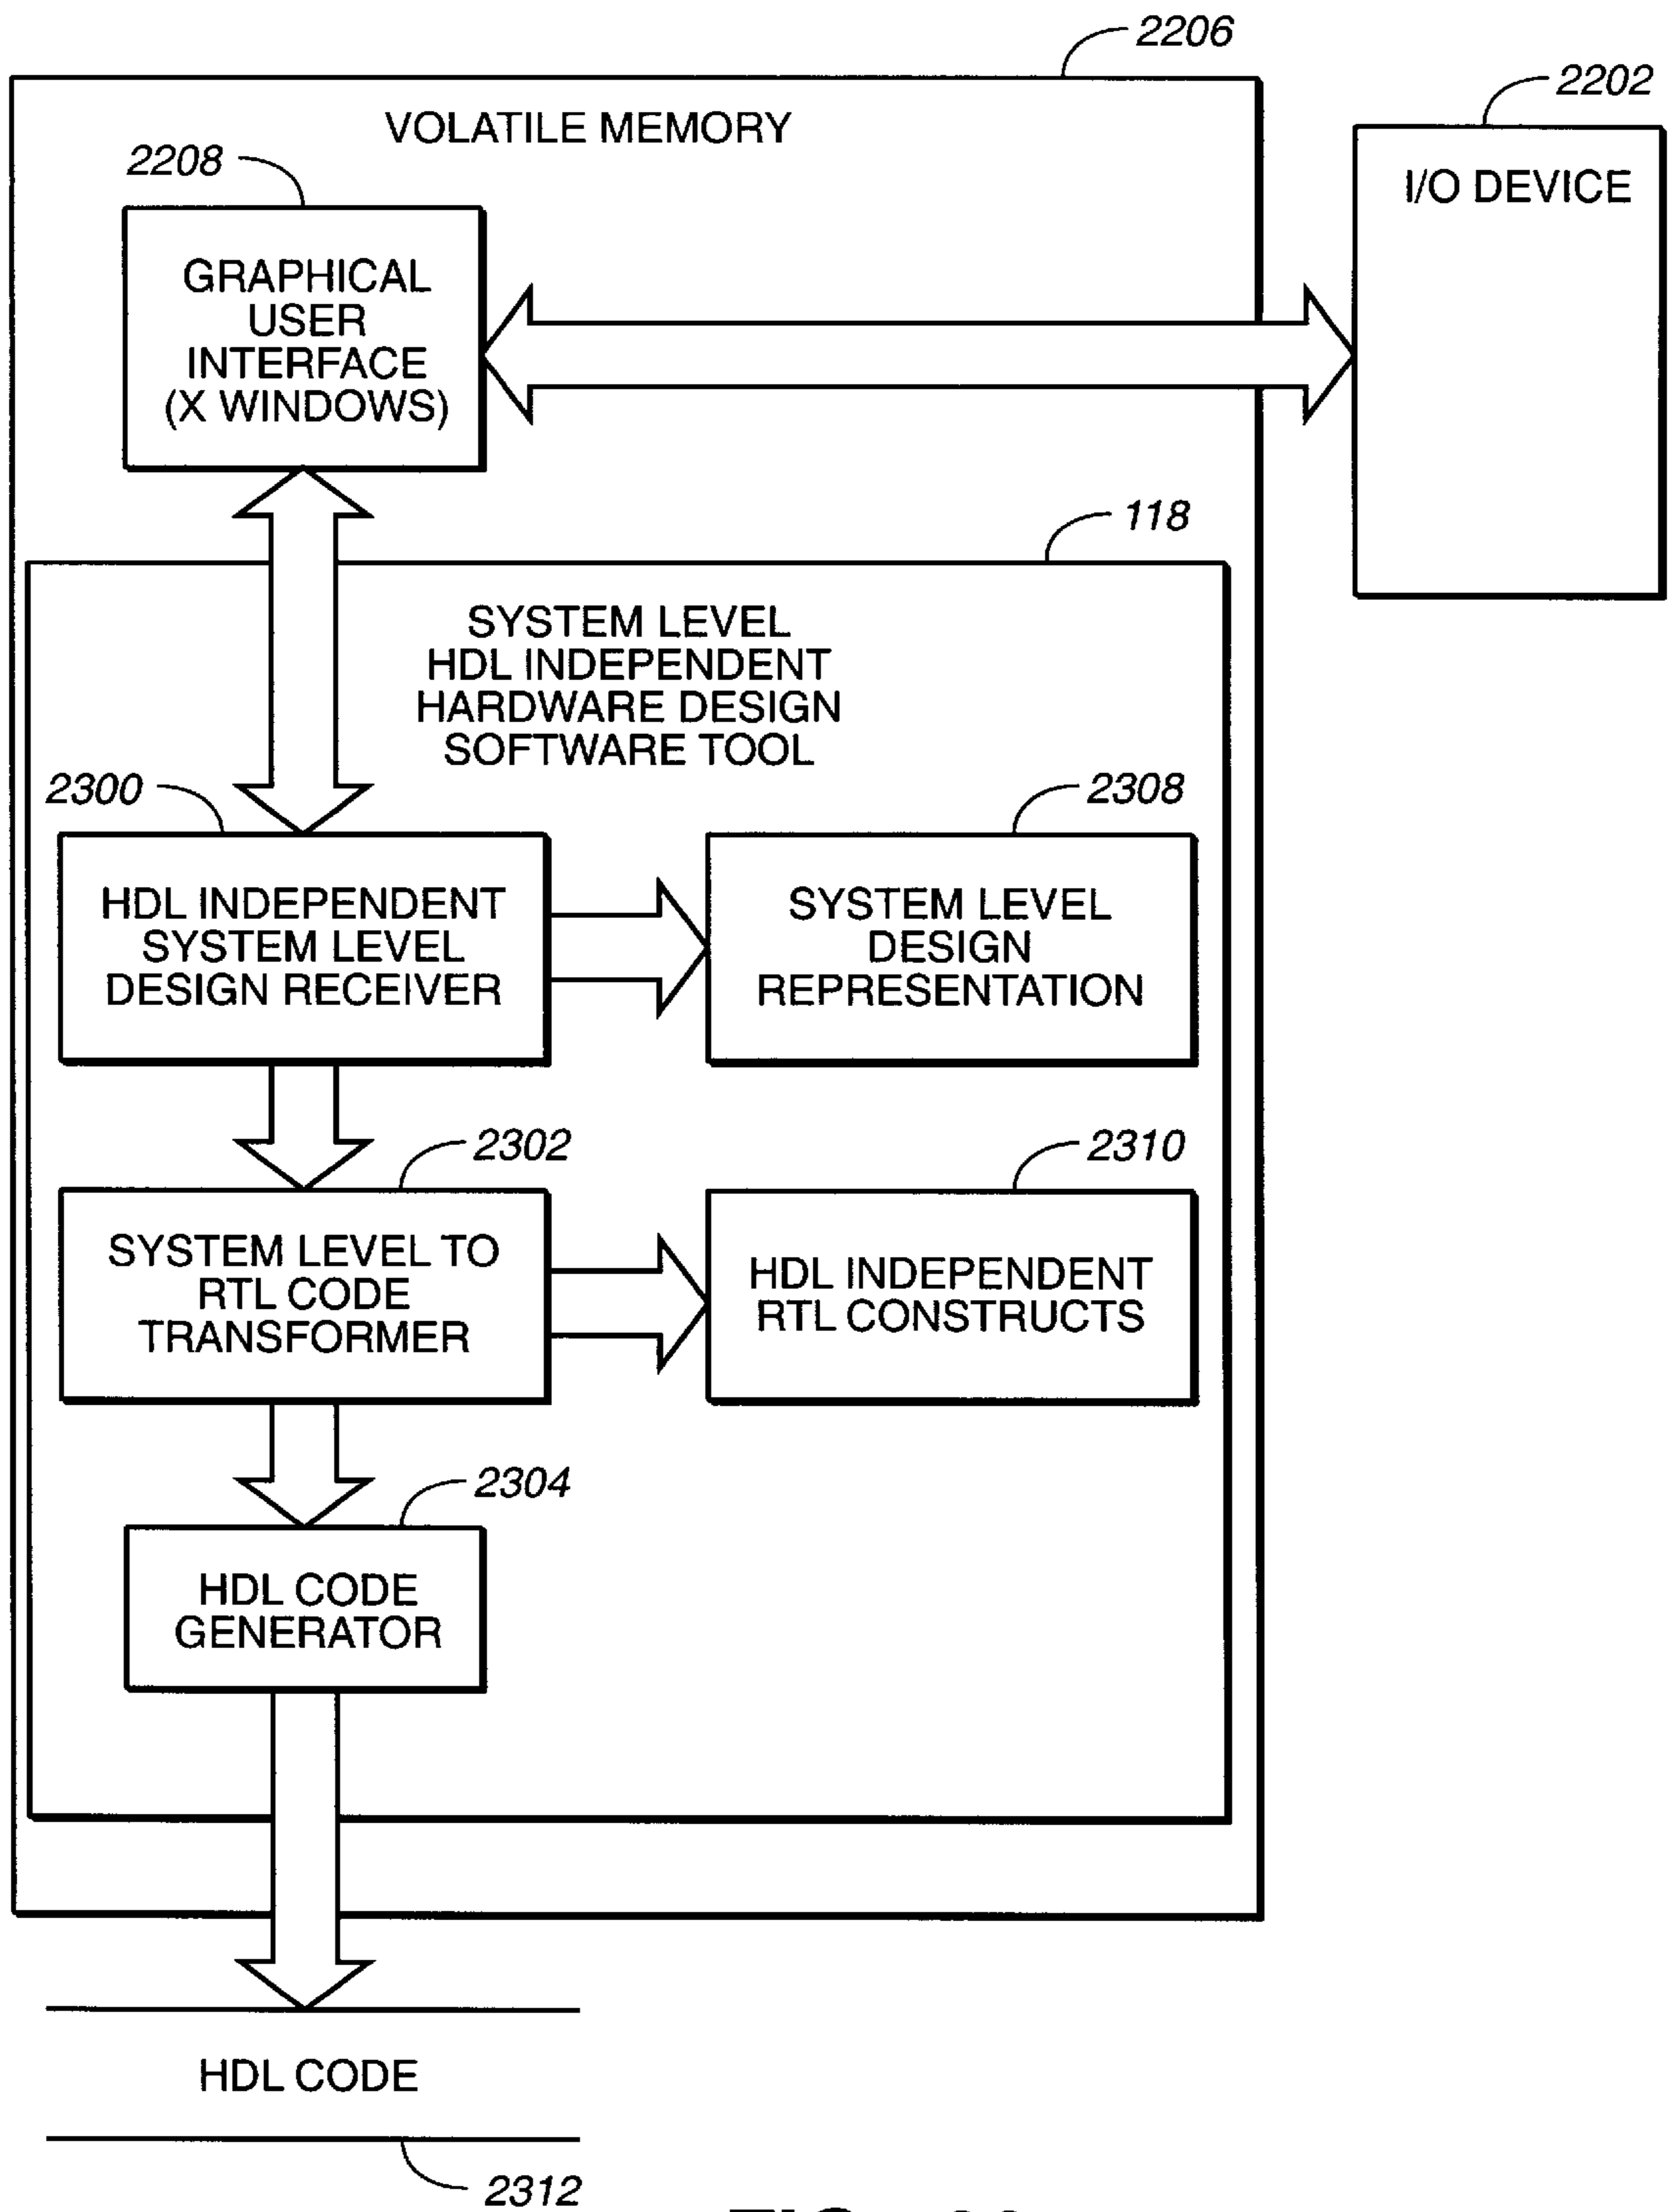 2206
2202
VOLATILE MEMORY
2208
I/O DEVICE
GRAPHICAL
USER
INTERFACE
(X WINDOWS)
118
SYSTEM LEVEL
HDL INDEPENDENT
HARDWARE DESIGN
SOFTWARE TOOL
2300
2308
HDL INDEPENDENT
SYSTEM LEVEL
DESIGN RECEIVER
SYSTEM LEVEL
DESIGN
REPRESENTATION
2302
2310
SYSTEM LEVEL TO
RTL CODE
TRANSFORMER
HDL INDEPENDENT
RTL CONSTRUCTS
2304
HDL CODE
GENERATOR
HDL CODE
2312